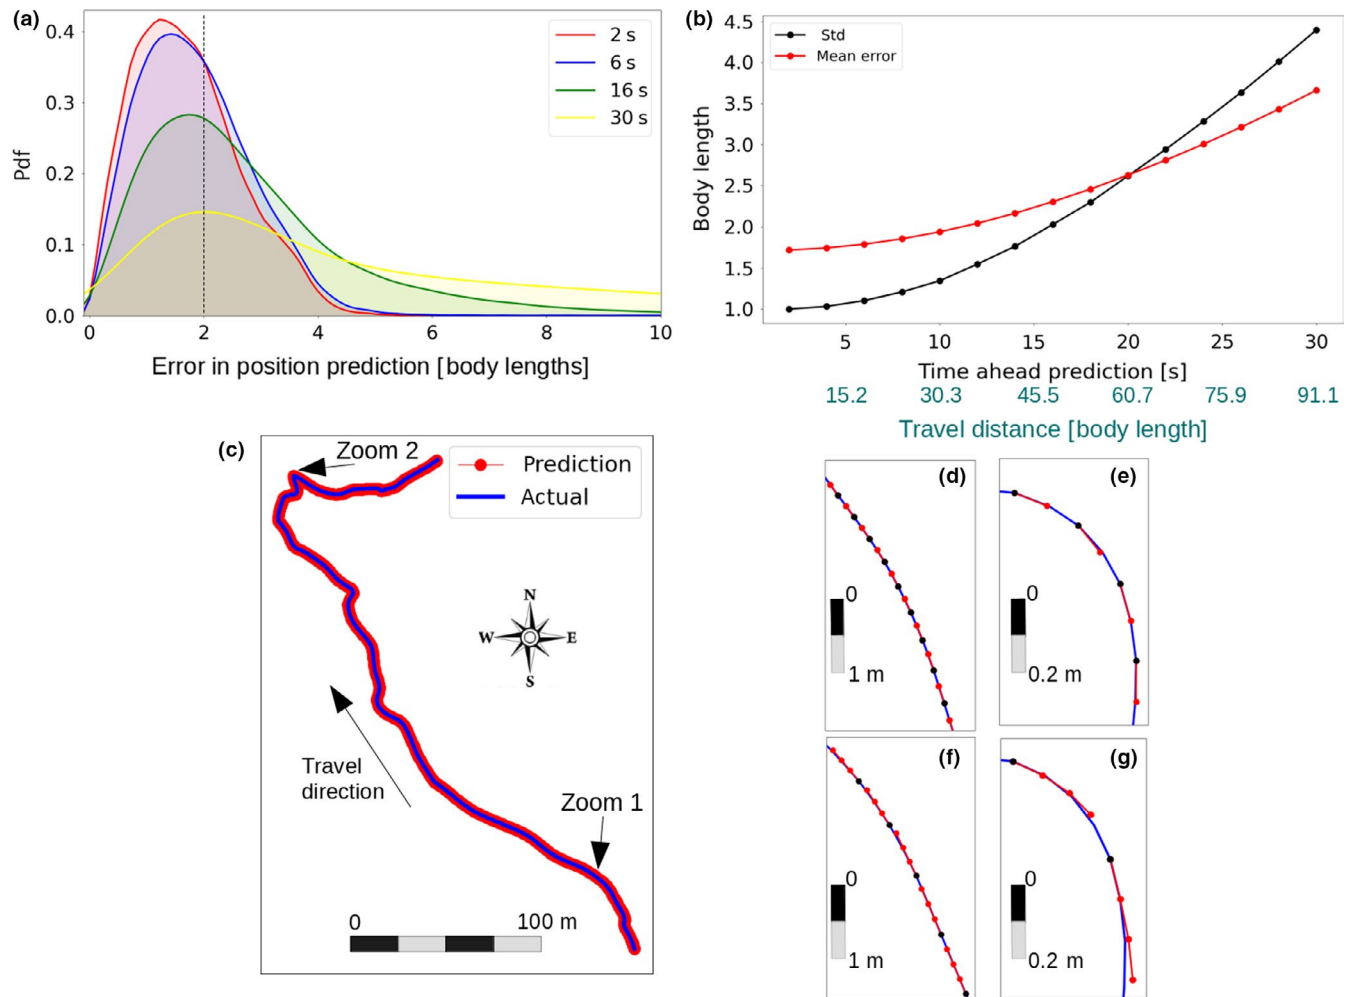 (a)
0.4
0.3
0.2
0.1
0.0
Pdf
0 2 4 6 8 10
Error in position prediction [body lengths]
2 s
6 s
16 s
30 s
(b)
4.5
4.0
3.5
3.0
2.5
2.0
1.5
1.0
Body length
Std
Mean error
5 10 15 20 25 30
Time ahead prediction [s]
15.2 30.3 45.5 60.7 75.9 91.1
Travel distance [body length]
(c)
Zoom 2
Prediction
Actual
N
W E
S
Travel
direction
Zoom 1
0 100 m
(d)
0
1 m
(e)
0
0.2 m
(f)
0
1 m
(g)
0
0.2 m